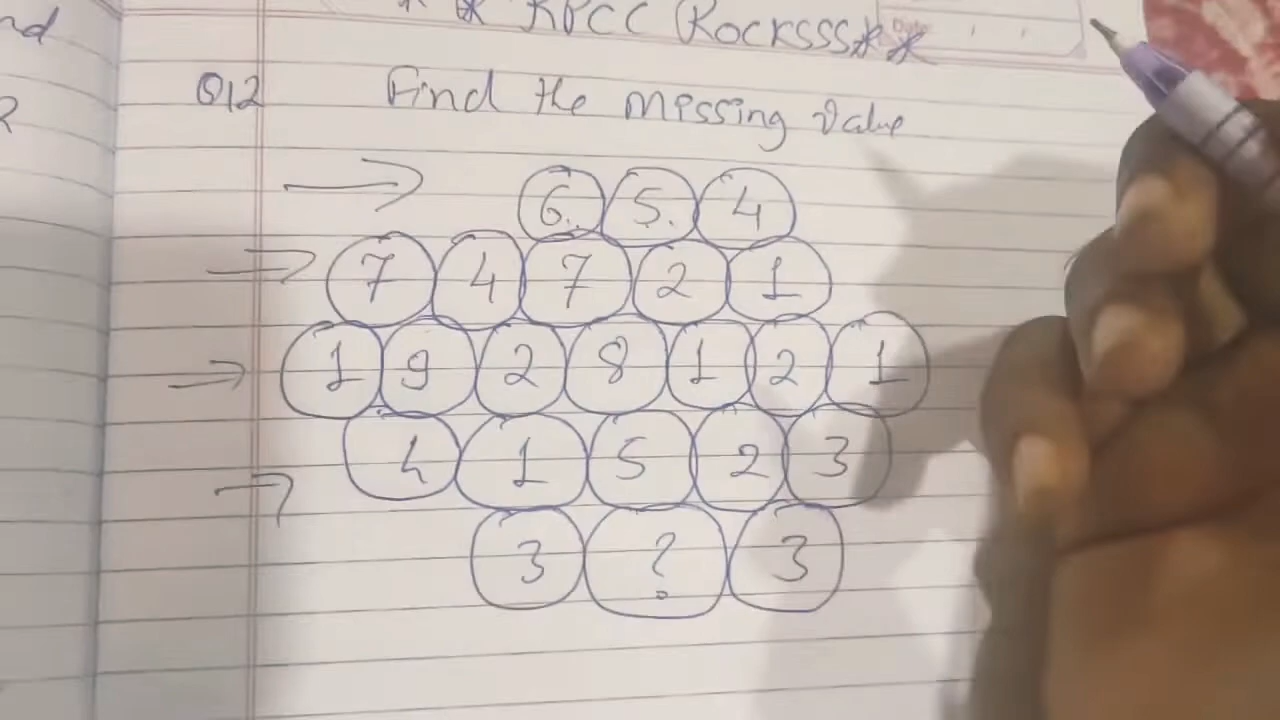 * * KPCC Rocksss**
Q12 Find the missing value
6. 5. 4
7 4 7 2 1
1 9 2 8 1 2 1
4 1 5 2 3
3 ? 3